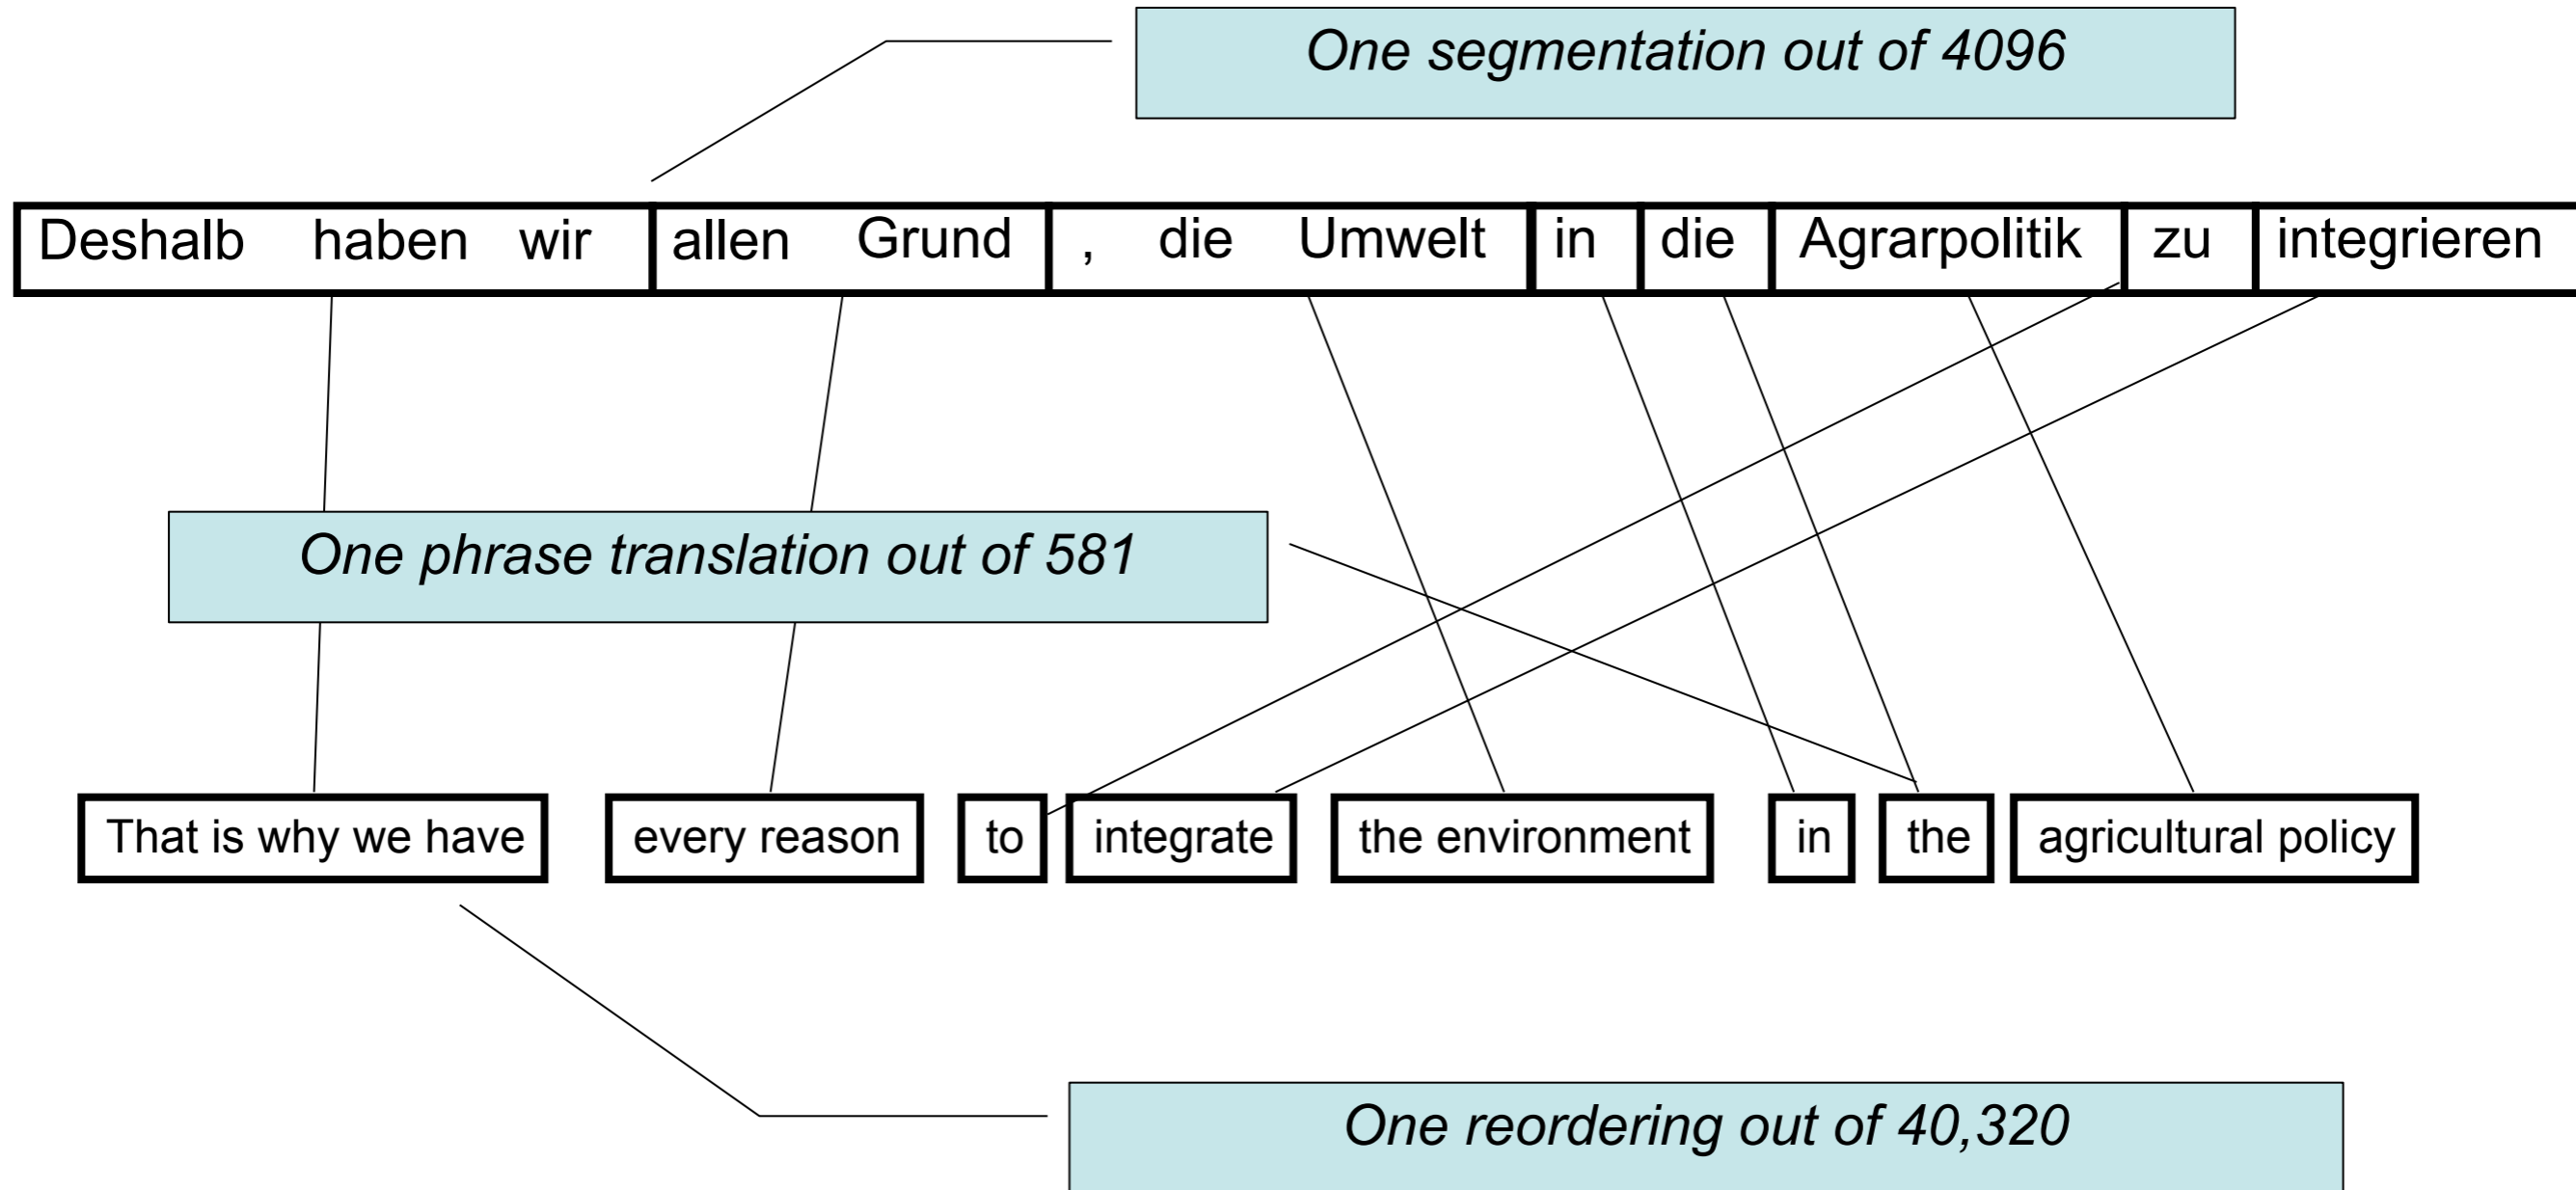 One segmentation out of 4096
Deshalb haben wir allen Grund , die Umwelt in die Agrarpolitik zu integrieren
One phrase translation out of 581
That is why we have every reason to integrate the environment in the agricultural policy
One reordering out of 40,320